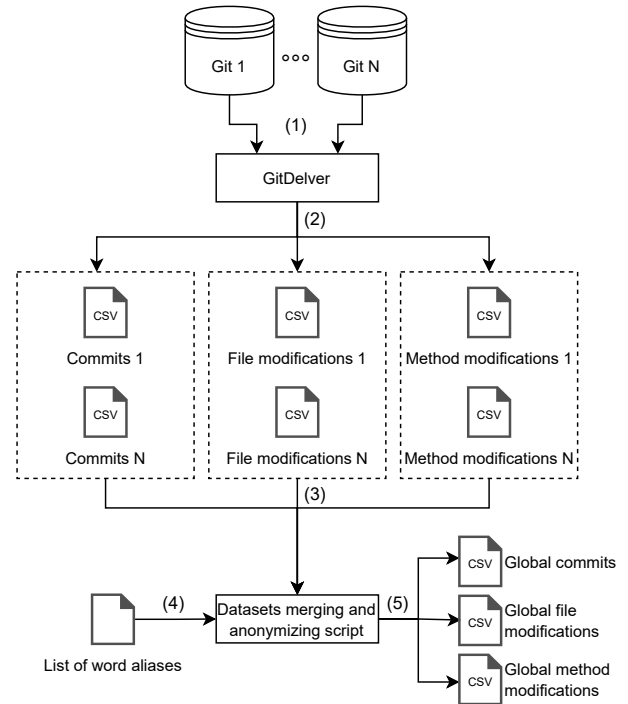 Git 1
Git N
(1)
GitDelver
(2)
CSV
CSV
CSV
Commits 1
File modifications 1
Method modifications 1
CSV
CSV
CSV
Commits N
File modifications N
Method modifications N
(3)
CSV
Global commits
(4)
Datasets merging and
anonymizing script
(5)
CSV
Global file
modifications
List of word aliases
CSV
Global method
modifications